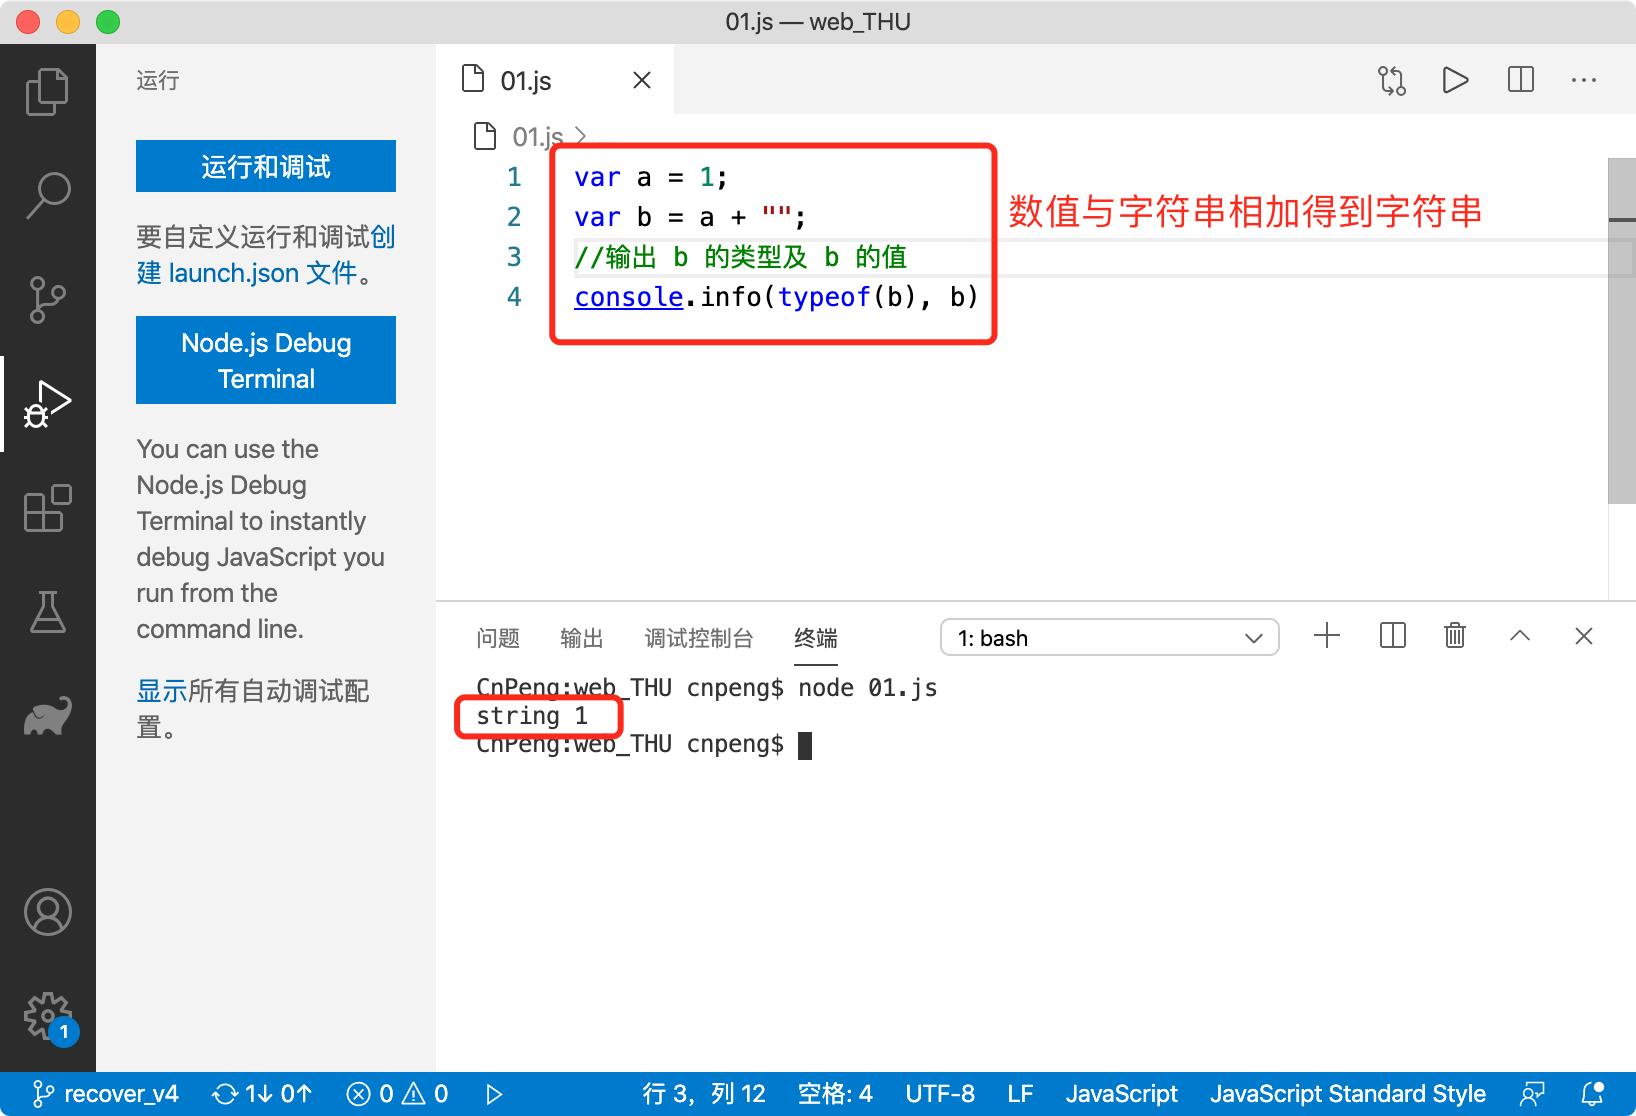 01.js — web_THU
运行
运行和调试
要自定义运行和调试创
建 launch.json 文件。
Node.js Debug
Terminal
You can use the
Node.js Debug
Terminal to instantly
debug JavaScript you
run from the
command line.
显示所有自动调试配
置。
01.js
01.js
1 var a = 1;
2 var b = a + "";
3 //输出 b 的类型及 b 的值
4 console.info(typeof(b), b)
数值与字符串相加得到字符串
问题 输出 调试控制台 终端 1: bash
CnPeng:web_THU cnpeng$ node 01.js
string 1
CnPeng:web_THU cnpeng$
1
recover_v4 1↓ 0↑ 0 0 行 3，列 12 空格: 4 UTF-8 LF JavaScript JavaScript Standard Style